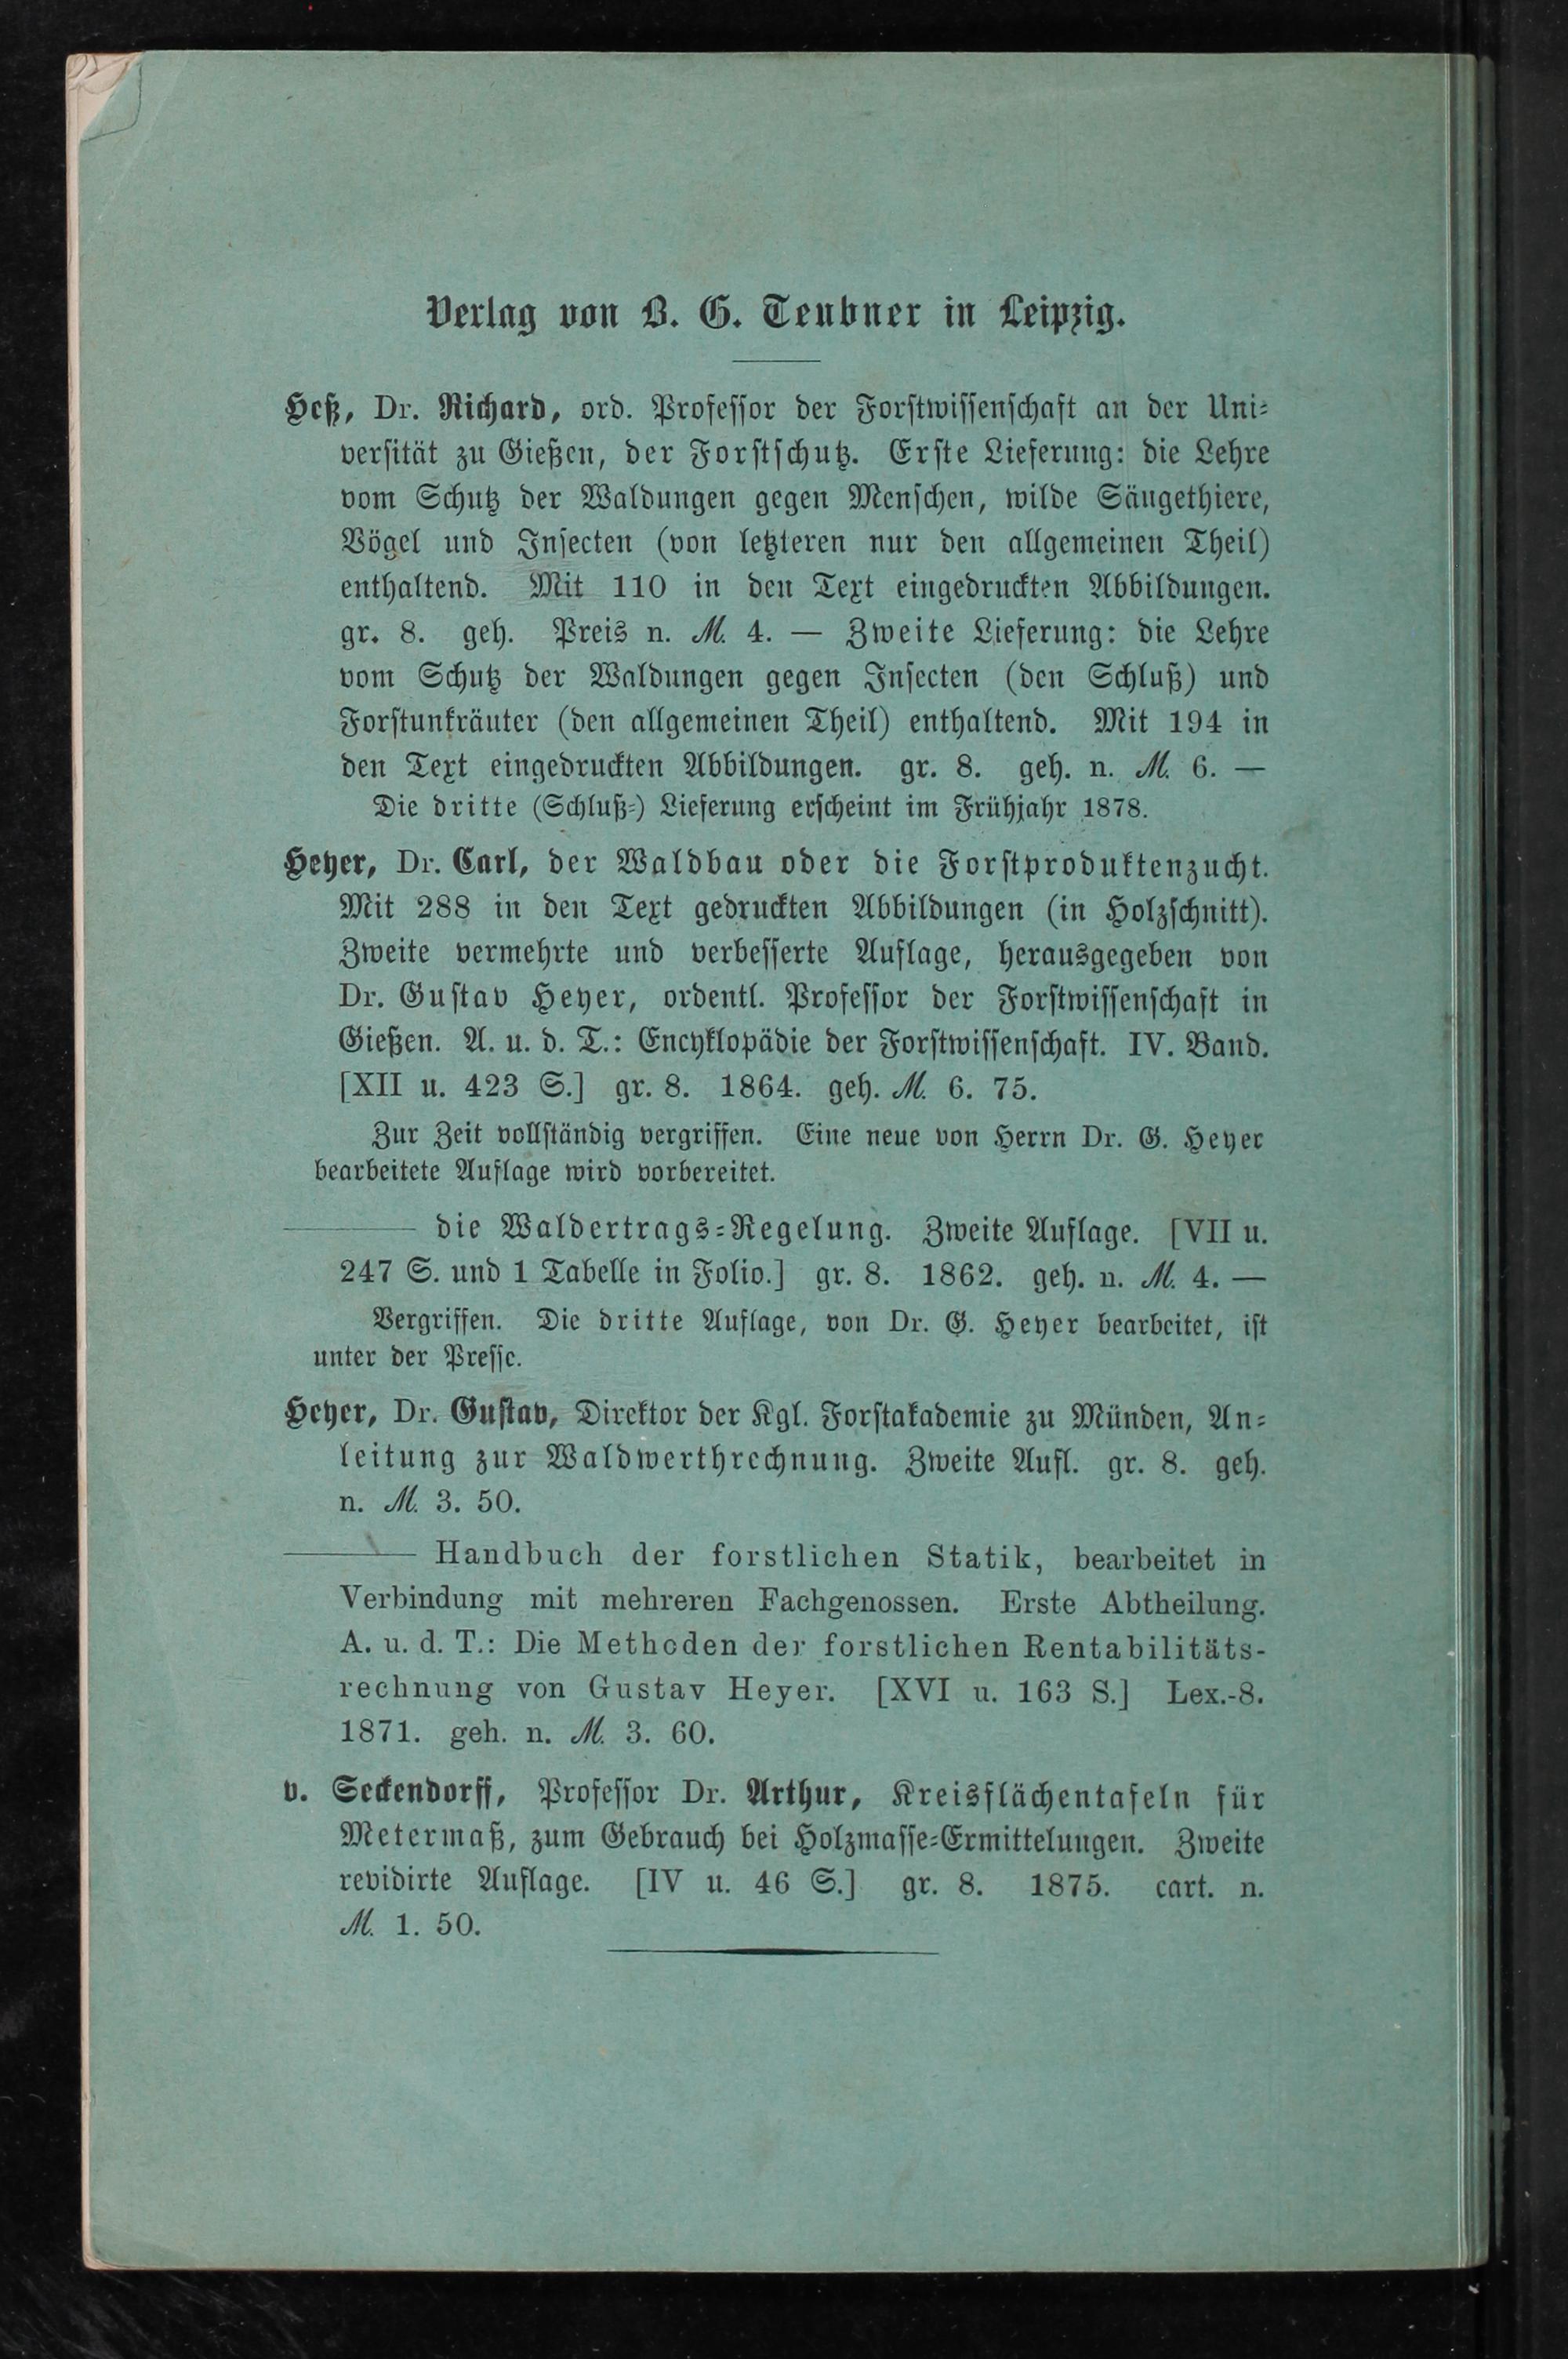 Verlag von B. G. Teubner in Leipzig.
Heß, Dr. Richard, ord. Professor der Forstwissenschaft an der Uni-
versität zu Gießen, der Forstschutz. Erste Lieferung: die Lehre
vom Schutz der Waldungen gegen Menschen, wilde Säugethiere,
Vögel und Insecten (von letzteren nur den allgemeinen Theil)
enthaltend. Mit 110 in den Text eingedruckten Abbildungen.
gr. 8. geh. Preis n. M. 4. — Zweite Lieferung: die Lehre
vom Schutz der Waldungen gegen Insecten (den Schluß) und
Forstunkräuter (den allgemeinen Theil) enthaltend. Mit 194 in
den Text eingedruckten Abbildungen. gr. 8. geh. n. M. 6. —
Die dritte (Schluß-) Lieferung erscheint im Frühjahr 1878.
Heyer, Dr. Carl, der Waldbau oder die Forstproduktenzucht.
Mit 288 in den Text gedruckten Abbildungen (in Holzschnitt).
Zweite vermehrte und verbesserte Auflage, herausgegeben von
Dr. Gustav Heyer, ordentl. Professor der Forstwissenschaft in
Gießen. A. u. d. T.: Encyklopädie der Forstwissenschaft. IV. Band.
[XII u. 423 S.] gr. 8. 1864. geh. M. 6. 75.
Zur Zeit vollständig vergriffen. Eine neue von Herrn Dr. G. Heyer
bearbeitete Auflage wird vorbereitet.
——— die Waldertrags-Regelung. Zweite Auflage. [VII u.
247 S. und 1 Tabelle in Folio.] gr. 8. 1862. geh. n. M. 4. —
Vergriffen. Die dritte Auflage, von Dr. G. Heyer bearbeitet, ist
unter der Presse.
Heyer, Dr. Gustav, Direktor der Kgl. Forstakademie zu Münden, An-
leitung zur Waldwerthrechnung. Zweite Aufl. gr. 8. geh.
n. M. 3. 50.
——— Handbuch der forstlichen Statik, bearbeitet in
Verbindung mit mehreren Fachgenossen. Erste Abtheilung.
A. u. d. T.: Die Methoden der forstlichen Rentabilitäts-
rechnung von Gustav Heyer. [XVI u. 163 S.] Lex.-8.
1871. geh. n. M. 3. 60.
v. Seckendorff, Professor Dr. Arthur, Kreisflächentafeln für
Metermaß, zum Gebrauch bei Holzmasse-Ermittelungen. Zweite
revidirte Auflage. [IV u. 46 S.] gr. 8. 1875. cart. n.
M. 1. 50.